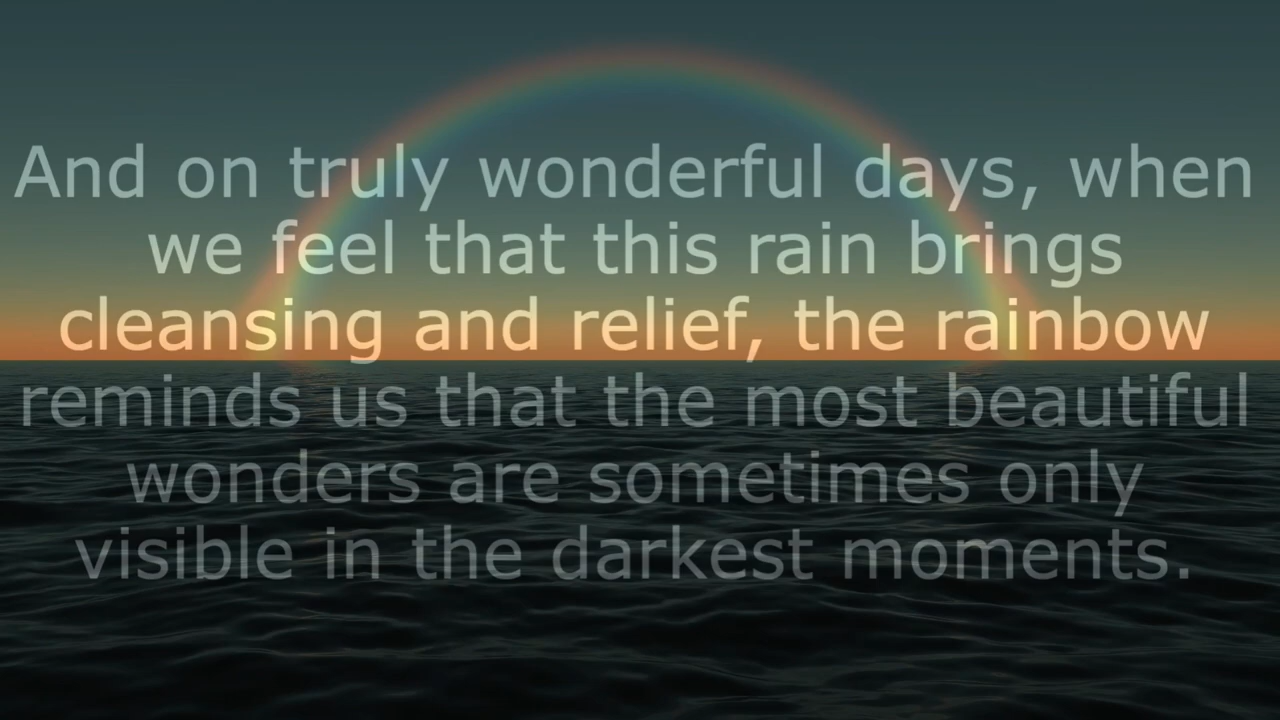 And on truly wonderful days, when
we feel that this rain brings
cleansing and relief, the rainbow
reminds us that the most beautiful
wonders are sometimes only
visible in the darkest moments.